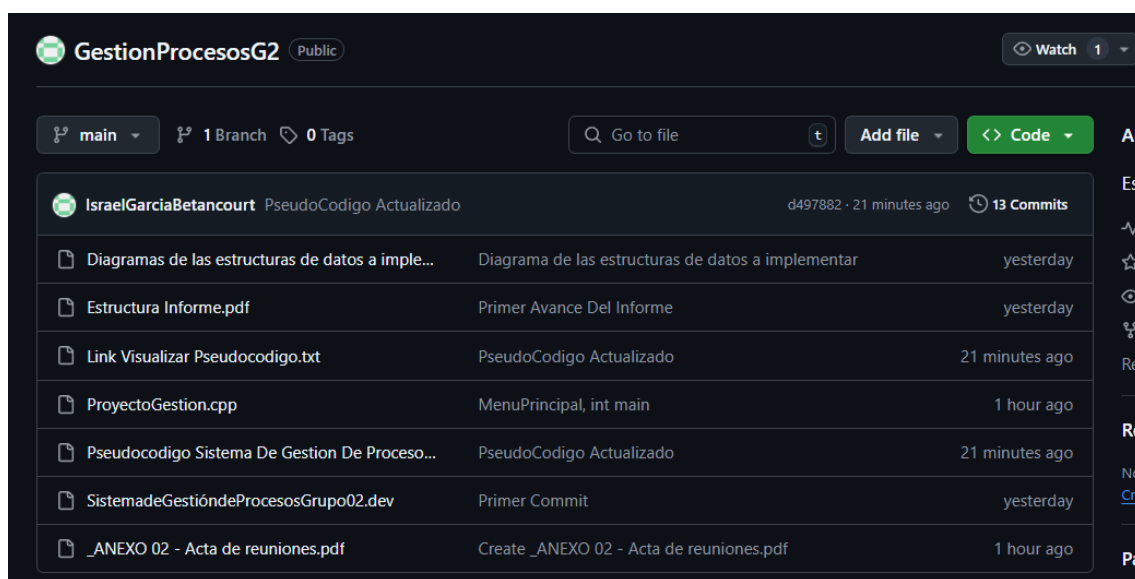 GestionProcesosG2 Public Watch 1
main 1 Branch 0 Tags Go to file t Add file <> Code
IsraelGarciaBetancourt PseudoCodigo Actualizado d497882 · 21 minutes ago 13 Commits
Diagramas de las estructuras de datos a imple... Diagrama de las estructuras de datos a implementar yesterday
Estructura Informe.pdf Primer Avance Del Informe yesterday
Link Visualizar Pseudocodigo.txt PseudoCodigo Actualizado 21 minutes ago
ProyectoGestion.cpp MenuPrincipal, int main 1 hour ago
Pseudocodigo Sistema De Gestion De Proceso... PseudoCodigo Actualizado 21 minutes ago
SistemadeGestióndeProcesosGrupo02.dev Primer Commit yesterday
_ANEXO 02 - Acta de reuniones.pdf Create _ANEXO 02 - Acta de reuniones.pdf 1 hour ago